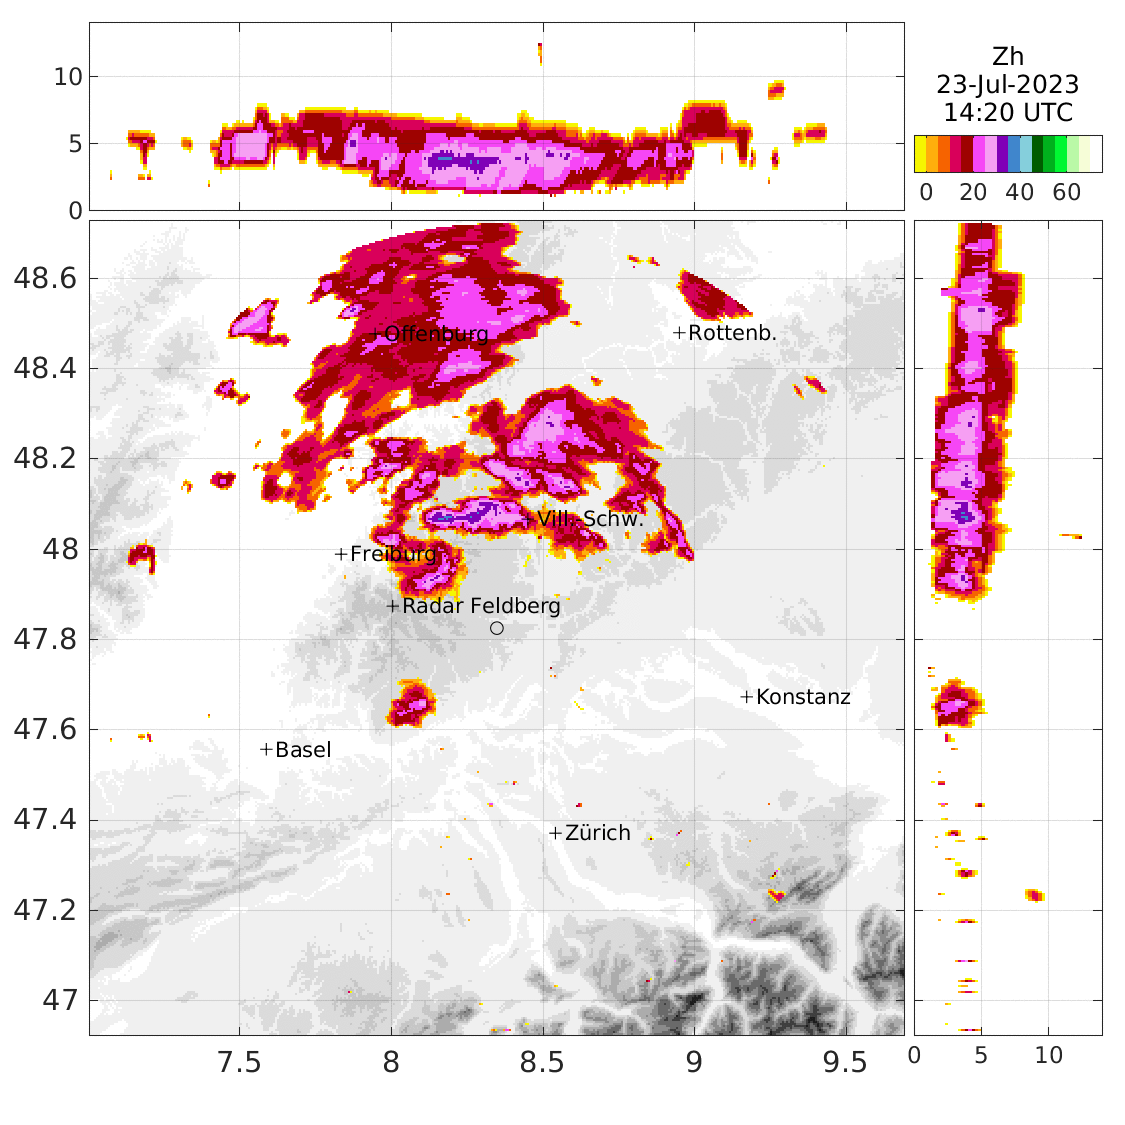 10
5
0
Zh
23-Jul-2023
14:20 UTC
0 20 40 60
48.6
48.4
48.2
48
47.8
47.6
47.4
47.2
47
+Offenburg
+Rottenb.
+Vill.-Schw.
+Freiburg
+Radar Feldberg
+Konstanz
+Basel
+Zürich
7.5 8 8.5 9 9.5
0 5 10